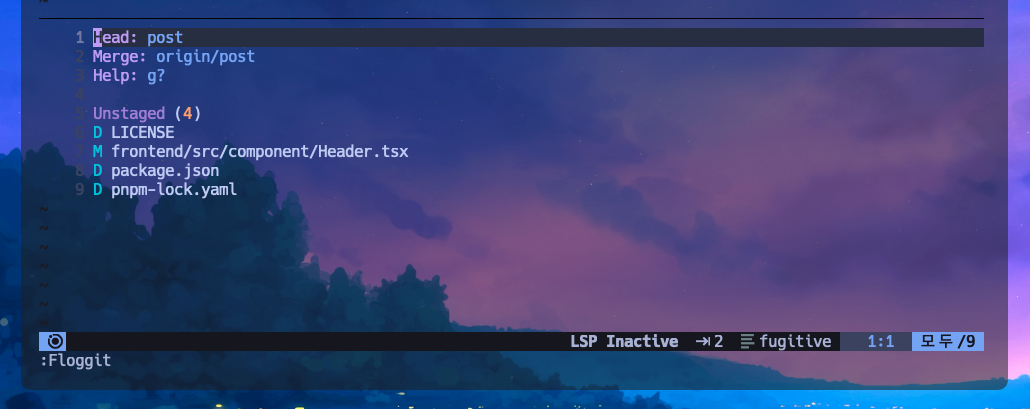 1 Head: post
2 Merge: origin/post
3 Help: g?
4
5 Unstaged (4)
6 D LICENSE
7 M frontend/src/component/Header.tsx
8 D package.json
9 D pnpm-lock.yaml
~
~
~
~
~
~
LSP Inactive ⇥ 2 fugitive 1:1 모두/9
:Floggit